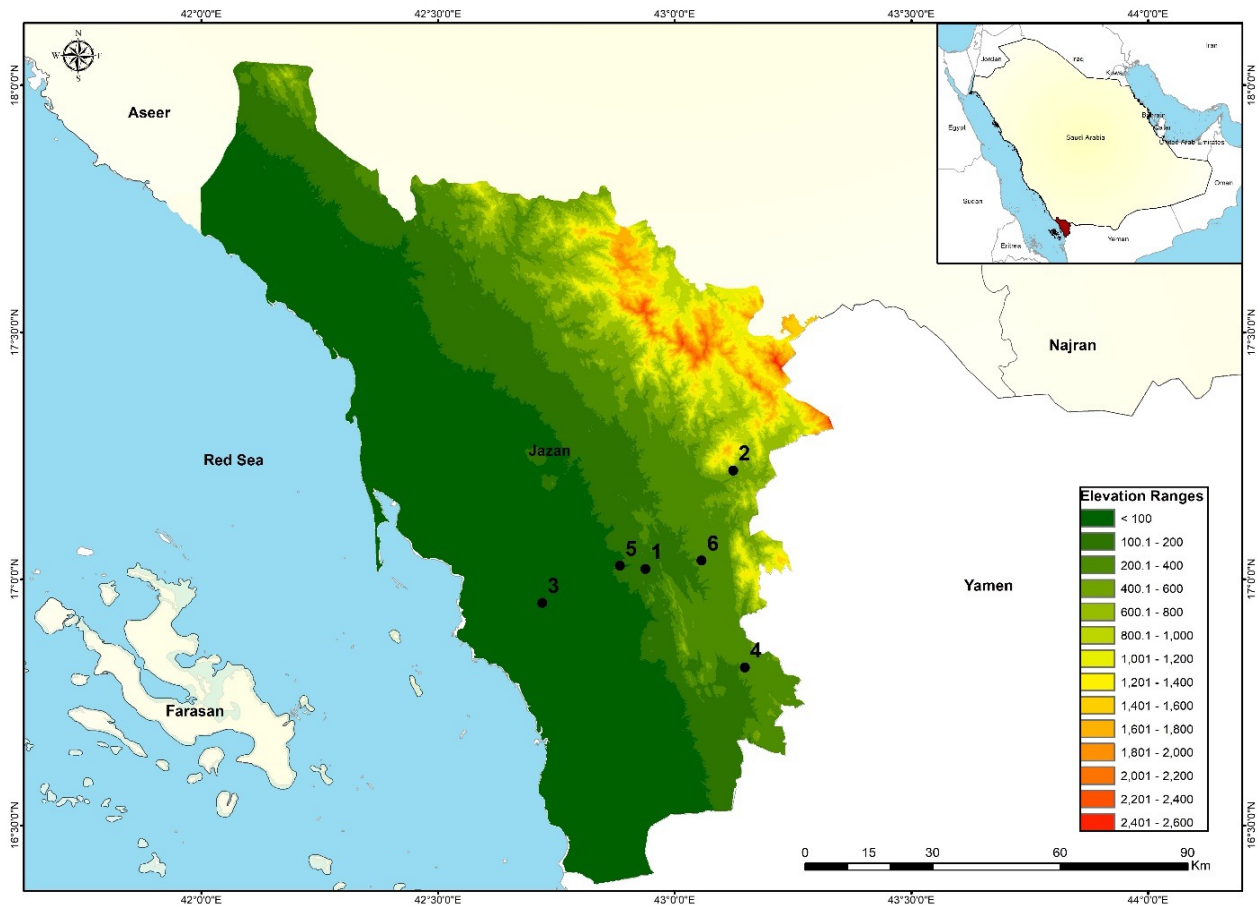 42°0'0"E 42°30'0"E 43°0'0"E 43°30'0"E 44°0'0"E
N
W E
S
18°0'0"N
17°30'0"N
17°0'0"N
16°30'0"N
Aseer
Najran
Jazan
Red Sea
Yamen
Farasan
2
5 1 6
3
4
Jordan
Iraq
Iran
Kuwait
Egypt
Bahrain
Qatar
Saudi Arabia
United Arab Emirates
Oman
Sudan
Eritrea
Yemen
18°0'0"N
17°30'0"N
17°0'0"N
16°30'0"N
Elevation Ranges
< 100
100.1 - 200
200.1 - 400
400.1 - 600
600.1 - 800
800.1 - 1,000
1,001 - 1,200
1,201 - 1,400
1,401 - 1,600
1,601 - 1,800
1,801 - 2,000
2,001 - 2,200
2,201 - 2,400
2,401 - 2,600
0 15 30 60 90
Km
42°0'0"E 42°30'0"E 43°0'0"E 43°30'0"E 44°0'0"E